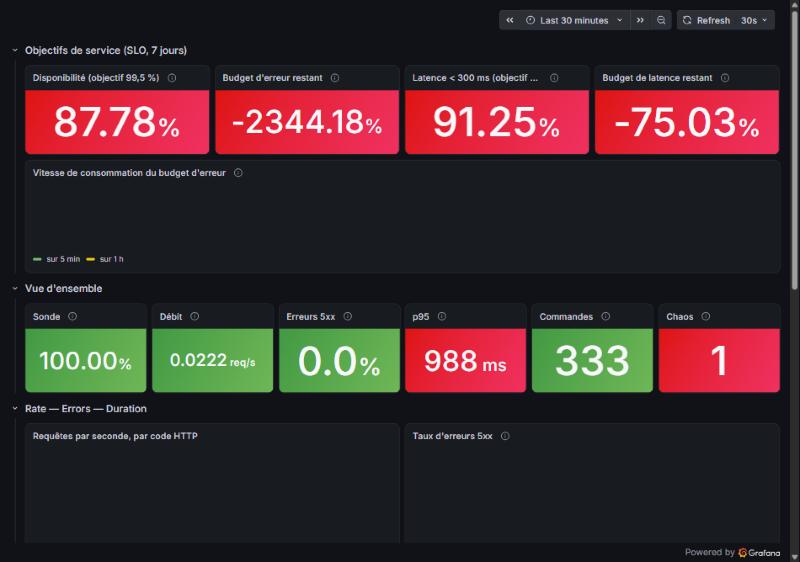 Last 30 minutes
Refresh 30s
Objectifs de service (SLO, 7 jours)
Disponibilité (objectif 99,5 %)
87.78%
Budget d'erreur restant
-2344.18%
Latence < 300 ms (objectif ...
91.25%
Budget de latence restant
-75.03%
Vitesse de consommation du budget d'erreur
sur 5 min
sur 1 h
Vue d'ensemble
Sonde
100.00%
Débit
0.0222 req/s
Erreurs 5xx
0.0%
p95
988 ms
Commandes
333
Chaos
1
Rate — Errors — Duration
Requêtes par seconde, par code HTTP
Taux d'erreurs 5xx
Powered by Grafana